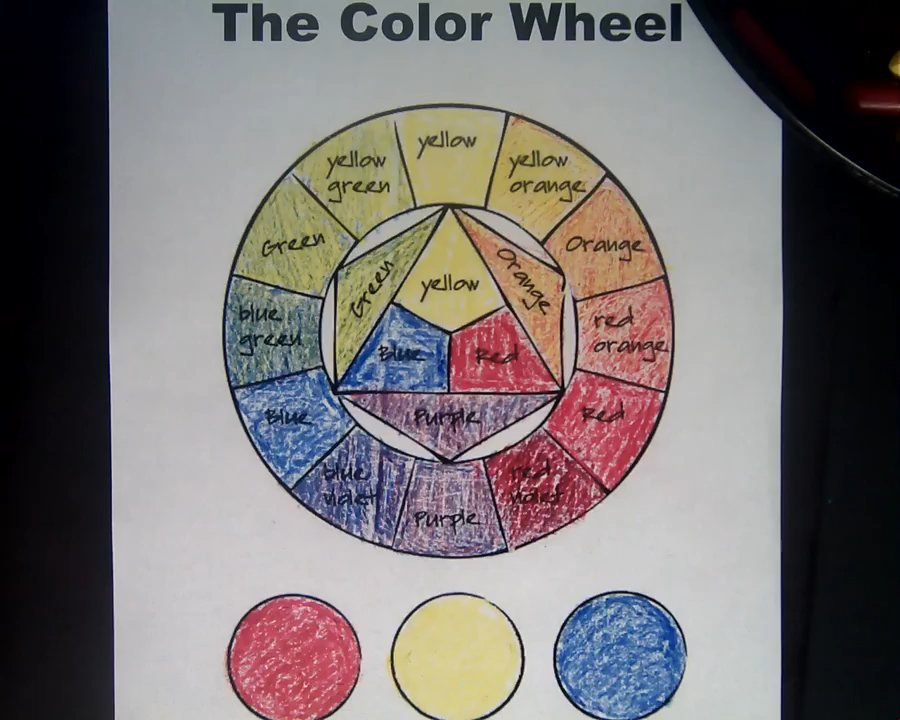 The Color Wheel
yellow
yellow
orange
Orange
red
orange
Red
red
violet
Purple
blue
violet
Blue
blue
green
Green
yellow
green
Green
yellow
Orange
Blue
Red
Purple